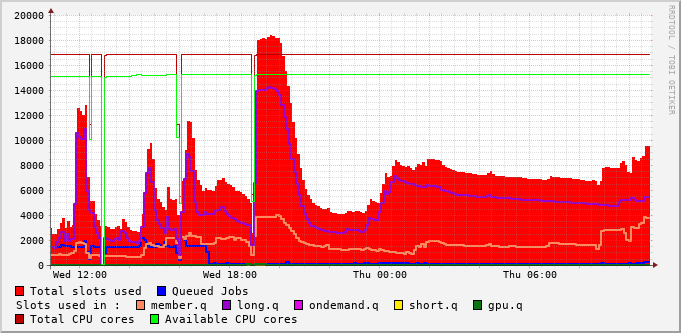 20000
18000
16000
14000
12000
10000
8000
6000
4000
2000
0
Wed 12:00 Wed 18:00 Thu 00:00 Thu 06:00
RRDTOOL / TOBI OETIKER
Total slots used Queued Jobs
Slots used in : member.q long.q ondemand.q short.q gpu.q
Total CPU cores Available CPU cores